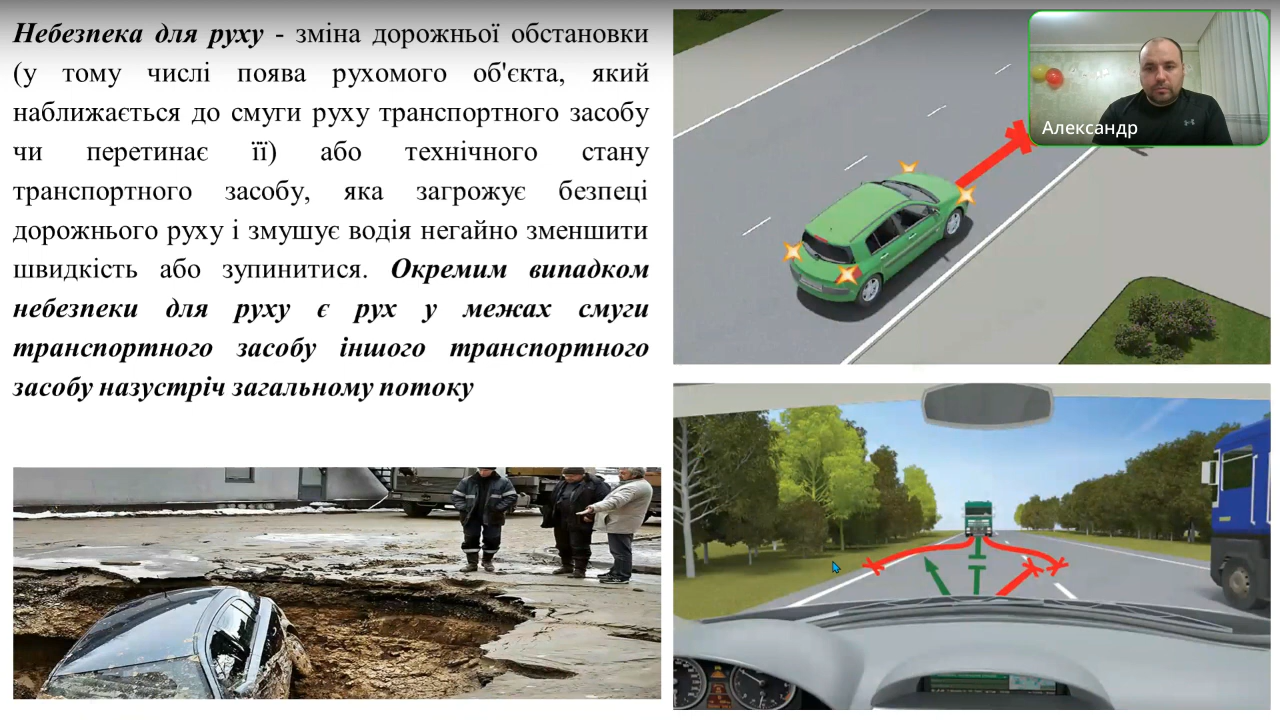 Небезпека для руху - зміна дорожньої обстановки
(у тому числі поява рухомого об'єкта, який
наближається до смуги руху транспортного засобу
чи перетинає її) або технічного стану
транспортного засобу, яка загрожує безпеці
дорожнього руху і змушує водія негайно зменшити
швидкість або зупинитися. Окремим випадком
небезпеки для руху є рух у межах смуги
транспортного засобу іншого транспортного
засобу назустріч загальному потоку
Александр